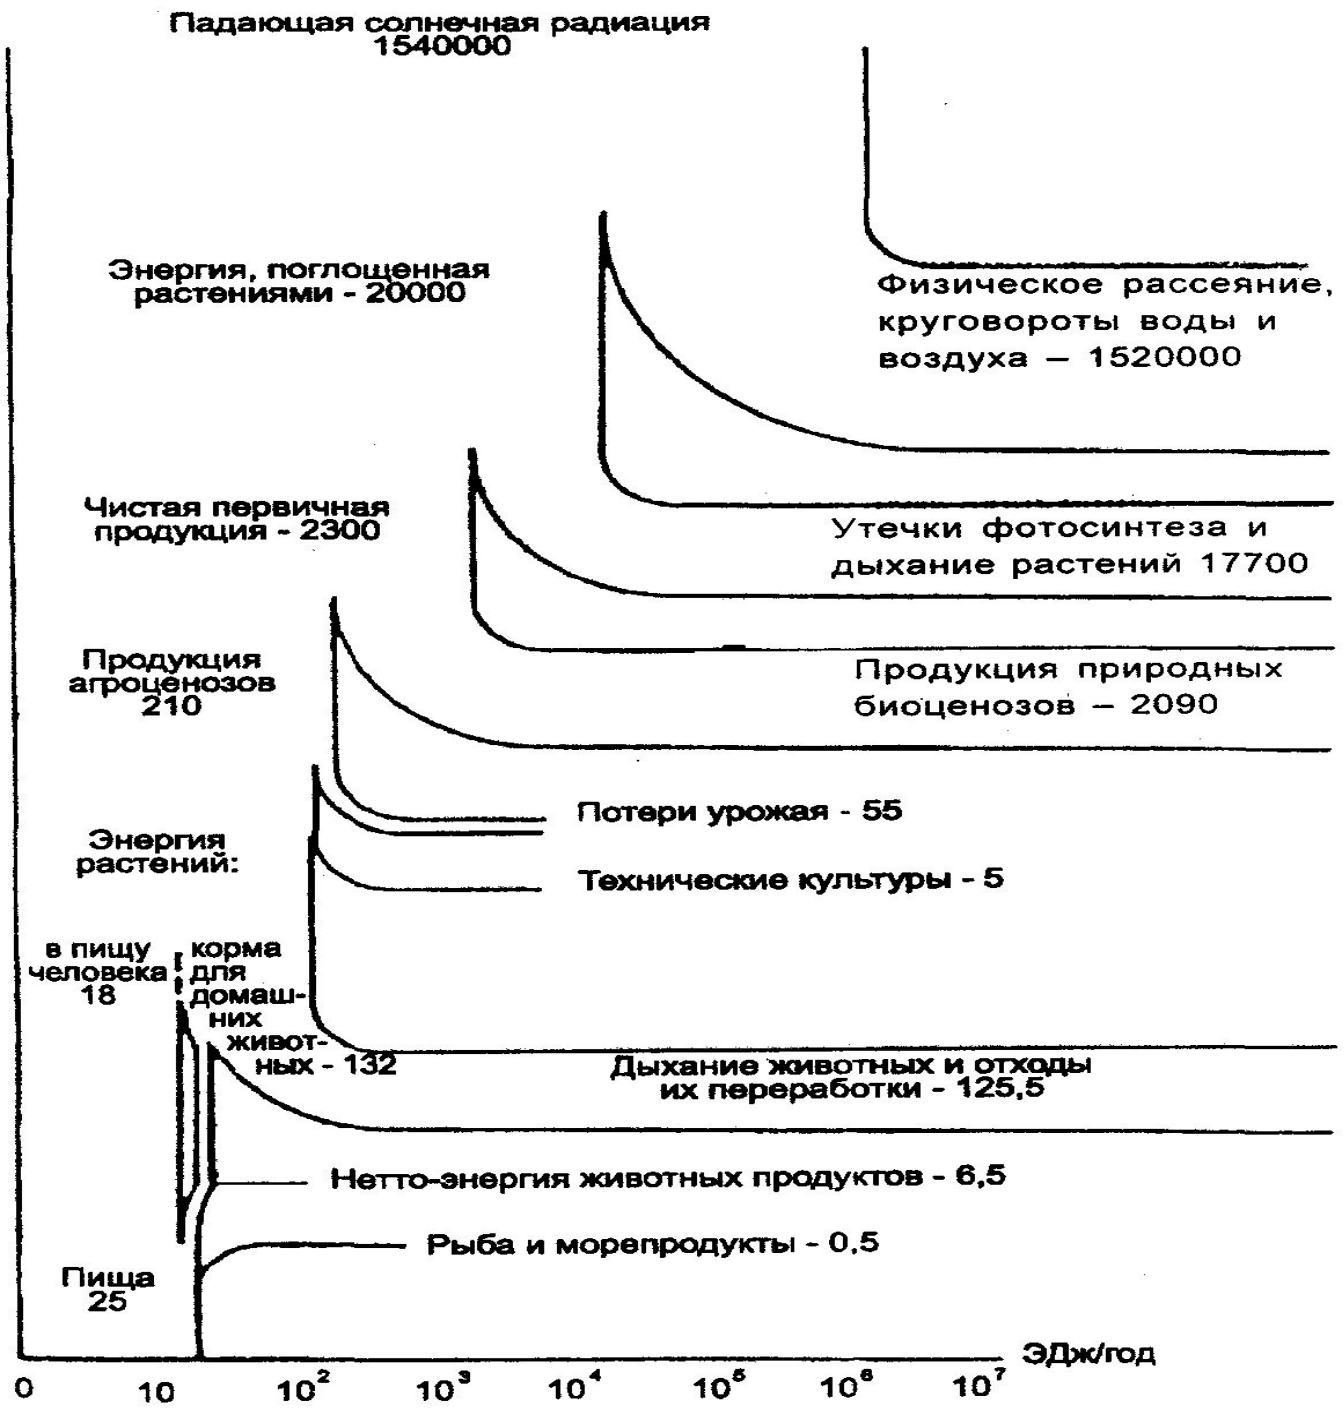 Падающая солнечная радиация
1540000
Энергия, поглощенная
растениями - 20000
Физическое рассеяние,
круговороты воды и
воздуха – 1520000
Чистая первичная
продукция - 2300
Утечки фотосинтеза и
дыхание растений 17700
Продукция
агроценозов
210
Продукция природных
биоценозов – 2090
Потери урожая - 55
Энергия
растений:
Технические культуры - 5
в пищу
человека
18
корма
для
домаш-
них
живот-
ных - 132
Дыхание животных и отходы
их переработки - 125,5
Нетто-энергия животных продуктов - 6,5
Рыба и морепродукты - 0,5
Пища
25
ЭДж/год
0 10 10² 10³ 10⁴ 10⁵ 10⁶ 10⁷